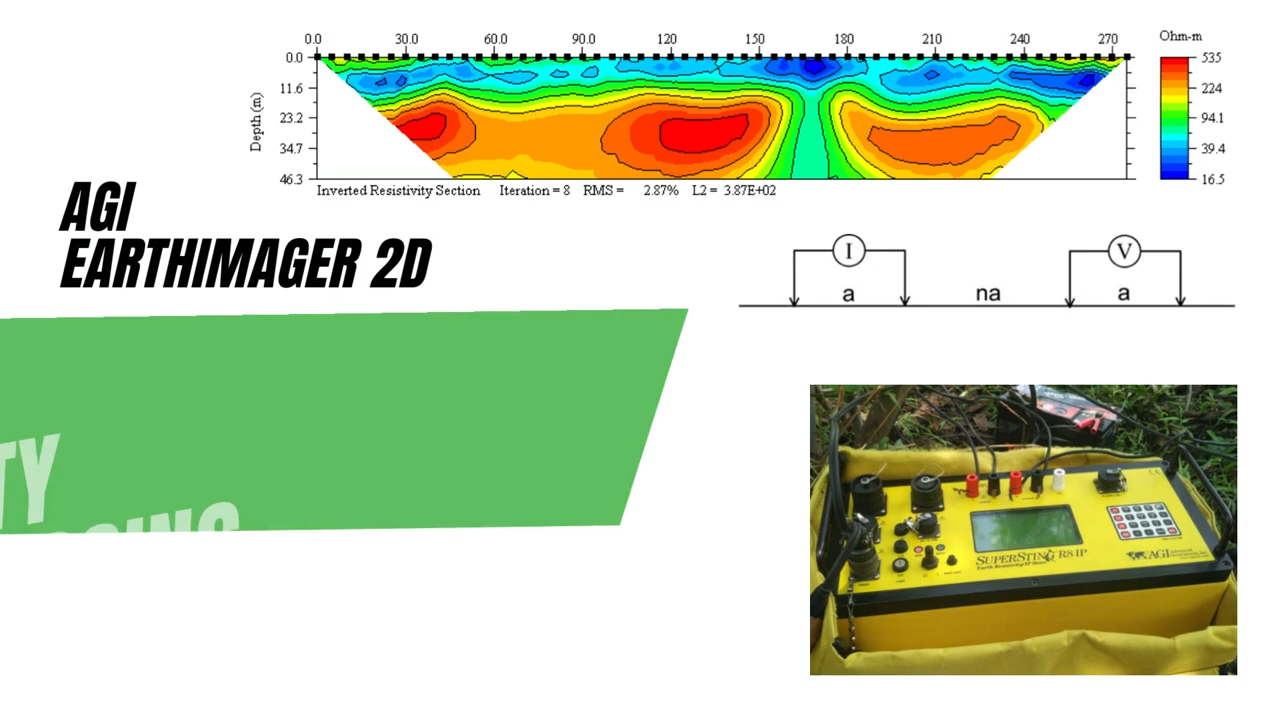 0.0 30.0 60.0 90.0 120 150 180 210 240 270
Ohm-m
0.0
11.6
23.2
34.7
46.3
Depth (m)
535
224
94.1
39.4
16.5
Inverted Resistivity Section Iteration = 8 RMS = 2.87% L2 = 3.87E+02
AGI
EARTHIMAGER 2D
I
V
a na a
TY
SUPERSTING R8 IP
Earth Resistivity/IP Meter
AGI